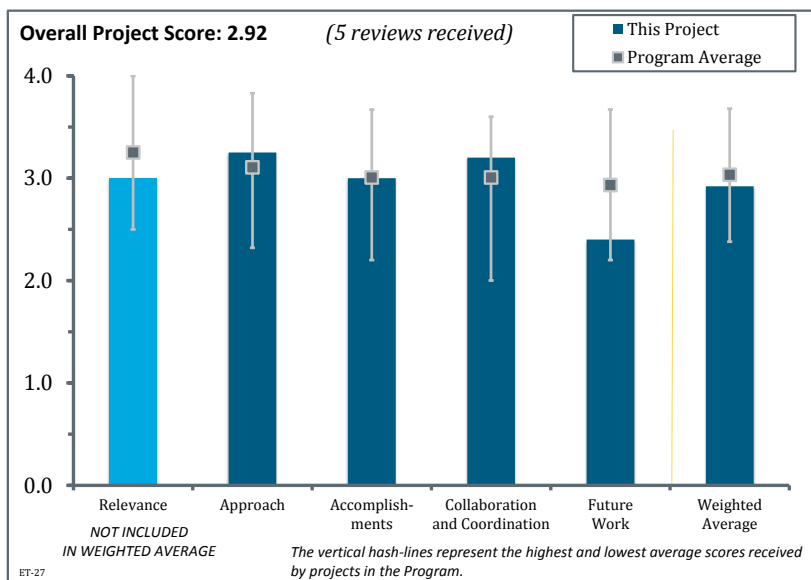 Overall Project Score: 2.92 (5 reviews received)
This Project
Program Average
4.0
3.0
2.0
1.0
0.0
Relevance
Approach
Accomplish-
ments
Collaboration
and Coordination
Future
Work
Weighted
Average
NOT INCLUDED
IN WEIGHTED AVERAGE
The vertical hash-lines represent the highest and lowest average scores received
by projects in the Program.
ET-27